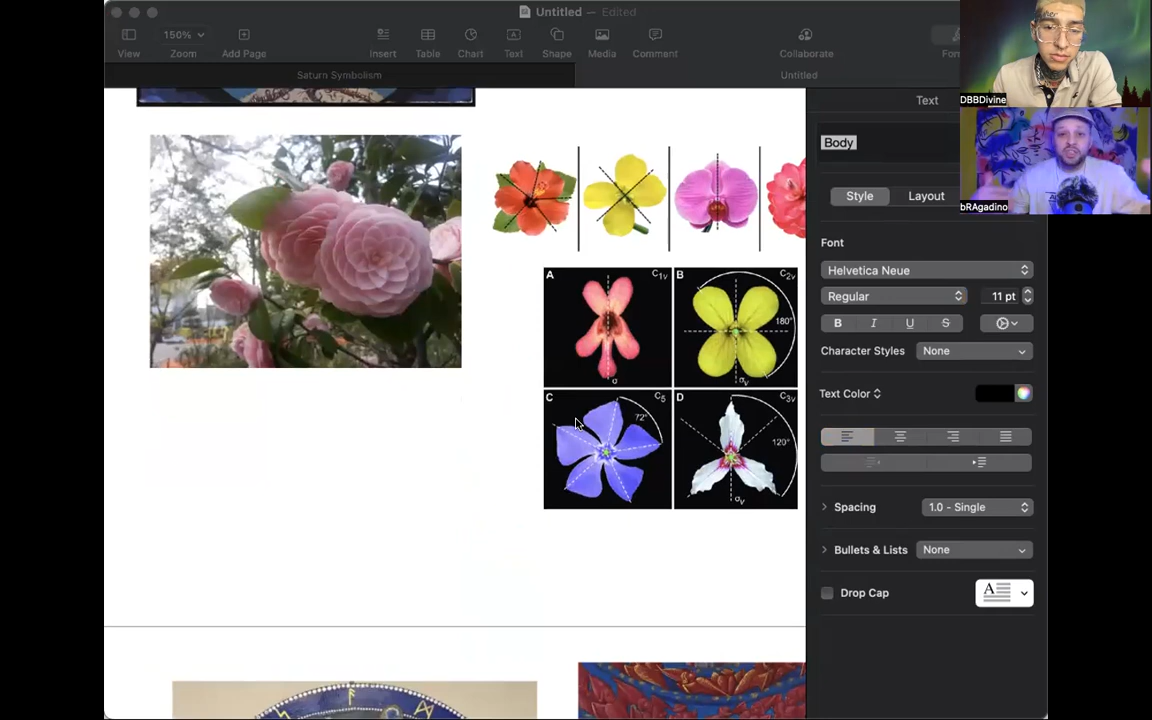 Untitled — Edited
150%
View
Zoom
Add Page
Insert
Table
Chart
Text
Shape
Media
Comment
Collaborate
Saturn Symbolism
Untitled
DBBDivine
bRAgadino
Text
Body
Style
Layout
Font
Helvetica Neue
Regular
11 pt
B I U S
Character Styles
None
Text Color
Spacing
1.0 - Single
Bullets & Lists
None
Drop Cap
A
A
C1v
σ
B
C2v
180°
σv
C
C5
72°
D
C3v
120°
σv